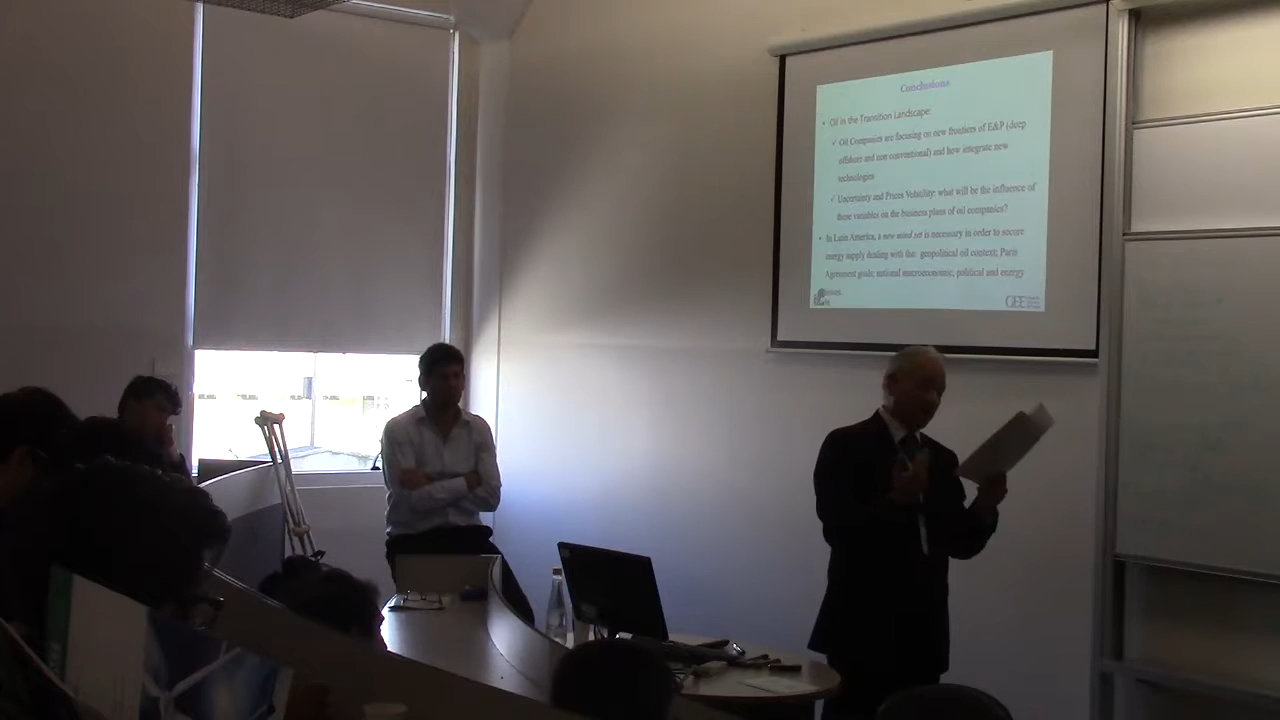 Conclusions
• Oil in the Transition Landscape:
✓ Oil Companies are focusing on new frontiers of E&P (deep
offshore and non conventional) and how integrate new
technologies
✓ Uncertainty and Prices Volatility: what will be the influence of
these variables on the business plans of oil companies?
• In Latin America, a new mind set is necessary in order to secure
energy supply dealing with the: geopolitical oil context; Paris
Agreement goals; national macroeconomic, political and energy
GEE